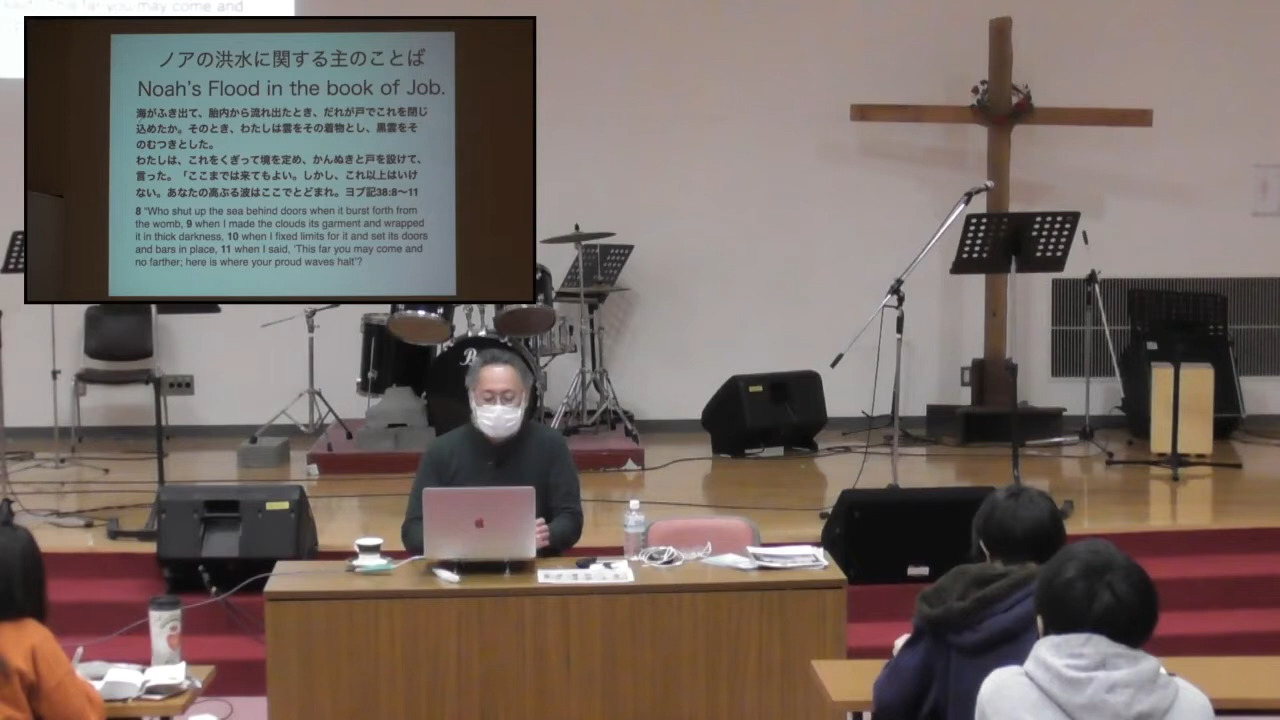 said, 'This far you may come and
ノアの洪水に関する主のことば
Noah's Flood in the book of Job.
海がふき出て、胎内から流れ出たとき、だれが戸でこれを閉じ
込めたか。そのとき、わたしは雲をその着物とし、黒雲をそ
のむつきとした。
わたしは、これをくぎって境を定め、かんぬきと戸を設けて、
言った。「ここまでは来てもよい。しかし、これ以上はいけ
ない。あなたの高ぶる波はここでとどまれ。ヨブ記38:8〜11
8 "Who shut up the sea behind doors when it burst forth from
the womb, 9 when I made the clouds its garment and wrapped
it in thick darkness, 10 when I fixed limits for it and set its doors
and bars in place, 11 when I said, 'This far you may come and
no farther; here is where your proud waves halt'?